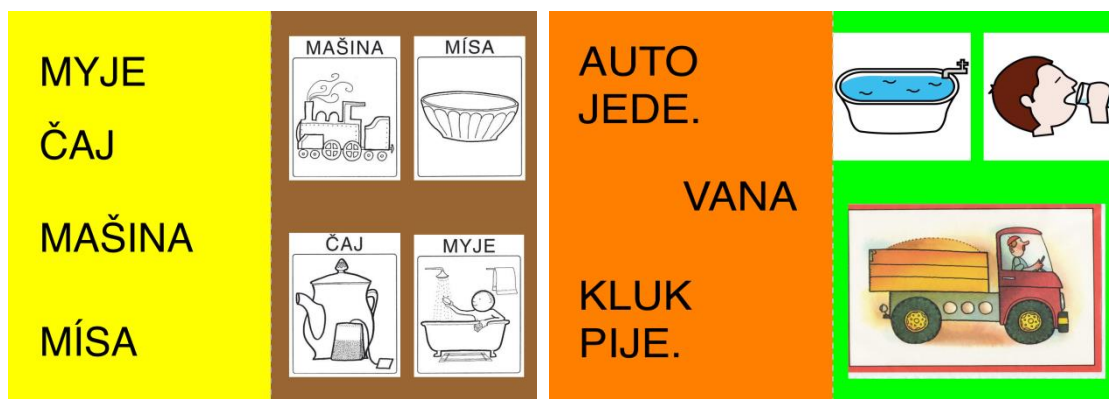 MYJE
ČAJ
MAŠINA
MÍSA
MAŠINA
MÍSA
ČAJ
MYJE
AUTO
JEDE.
VANA
KLUK
PIJE.